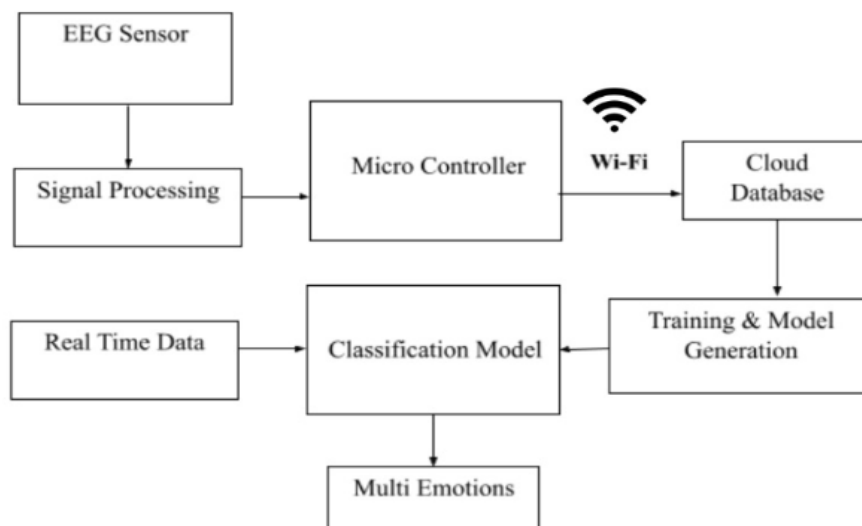 EEG Sensor
Signal Processing
Micro Controller
Wi-Fi
Cloud
Database
Real Time Data
Classification Model
Training & Model
Generation
Multi Emotions